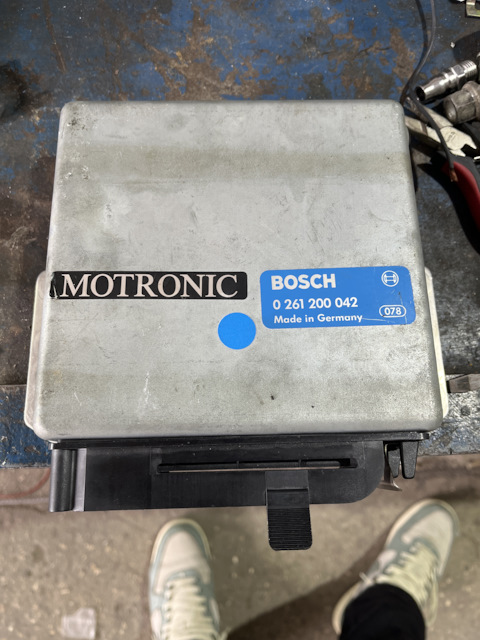 MOTRONIC
BOSCH
0 261 200 042
Made in Germany
078